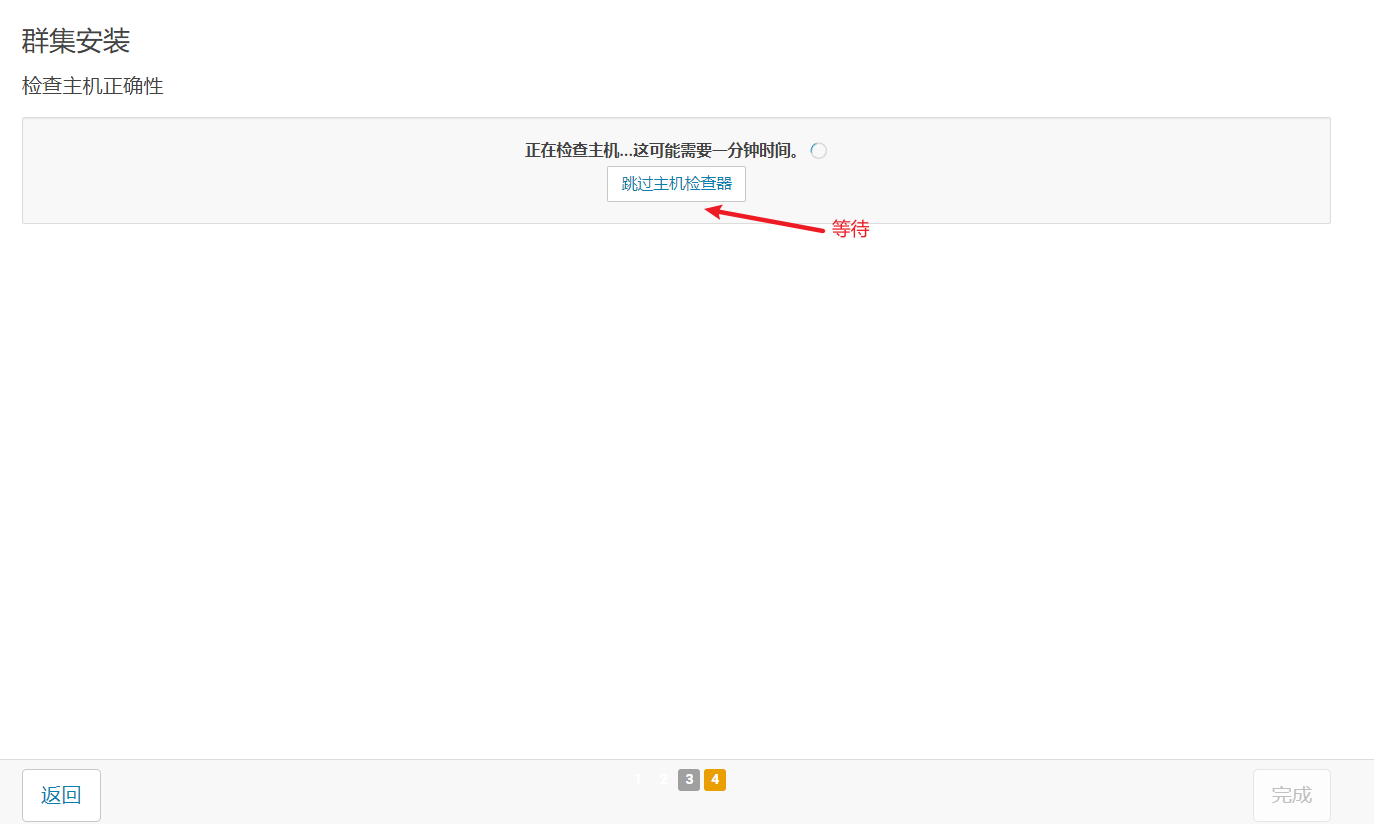 群集安装
检查主机正确性
正在检查主机...这可能需要一分钟时间。
跳过主机检查器
等待
返回
1 2 3 4
完成